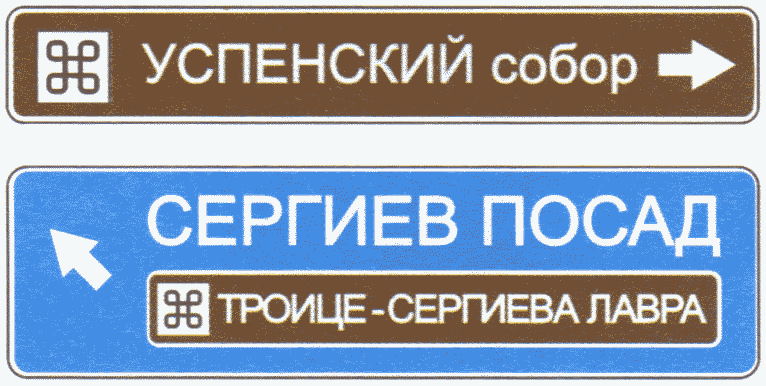 УСПЕНСКИЙ собор
СЕРГИЕВ ПОСАД
ТРОИЦЕ-СЕРГИЕВА ЛАВРА